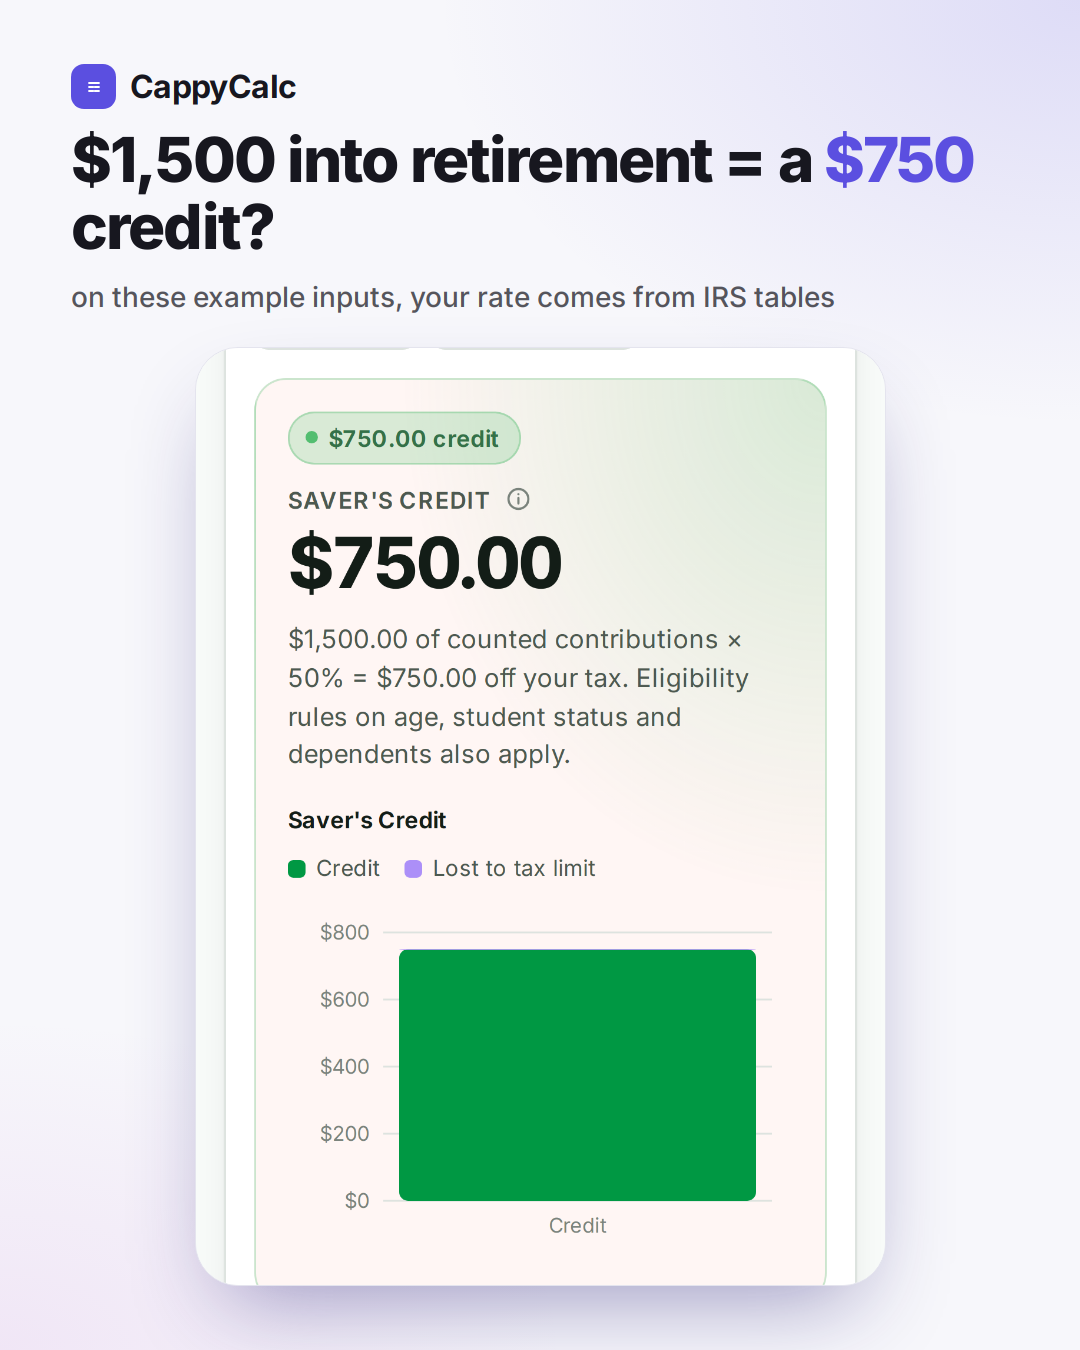 CappyCalc
$1,500 into retirement = a $750
credit?
on these example inputs, your rate comes from IRS tables
$750.00 credit
SAVER'S CREDIT
$750.00
$1,500.00 of counted contributions ×
50% = $750.00 off your tax. Eligibility
rules on age, student status and
dependents also apply.
Saver's Credit
Credit
Lost to tax limit
$800
$600
$400
$200
$0
Credit